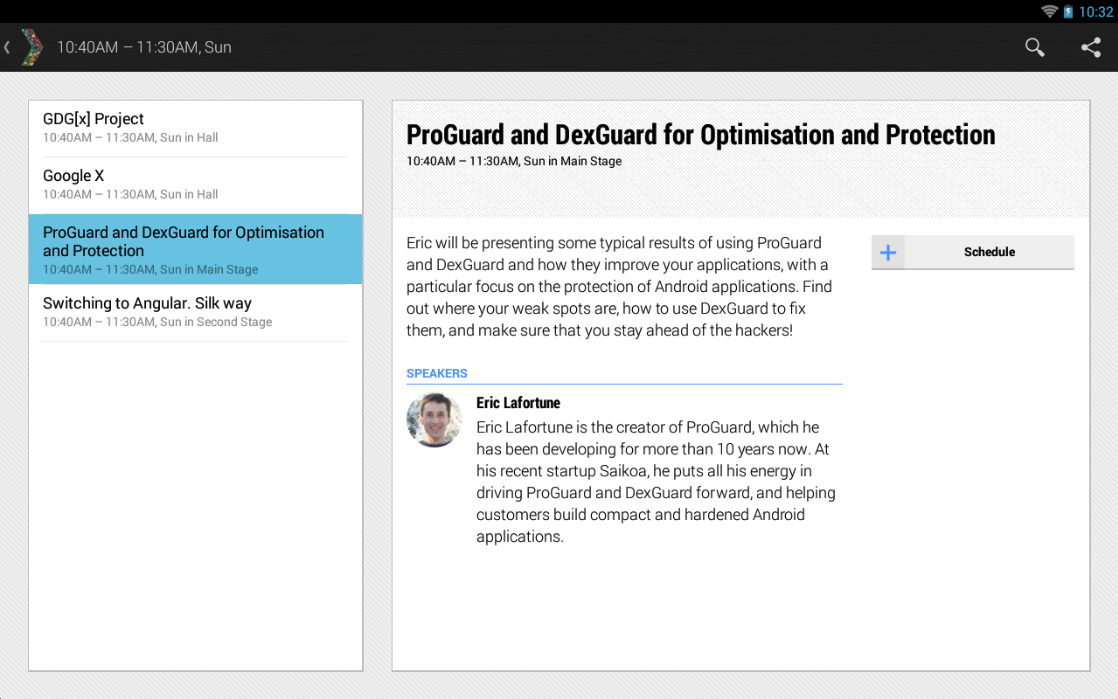 10:32
10:40AM – 11:30AM, Sun
GDG[x] Project
10:40AM – 11:30AM, Sun in Hall
Google X
10:40AM – 11:30AM, Sun in Hall
ProGuard and DexGuard for Optimisation
and Protection
10:40AM – 11:30AM, Sun in Main Stage
Switching to Angular. Silk way
10:40AM – 11:30AM, Sun in Second Stage
ProGuard and DexGuard for Optimisation and Protection
10:40AM – 11:30AM, Sun in Main Stage
Eric will be presenting some typical results of using ProGuard
and DexGuard and how they improve your applications, with a
particular focus on the protection of Android applications. Find
out where your weak spots are, how to use DexGuard to fix
them, and make sure that you stay ahead of the hackers!
Schedule
SPEAKERS
Eric Lafortune
Eric Lafortune is the creator of ProGuard, which he
has been developing for more than 10 years now. At
his recent startup Saikoa, he puts all his energy in
driving ProGuard and DexGuard forward, and helping
customers build compact and hardened Android
applications.